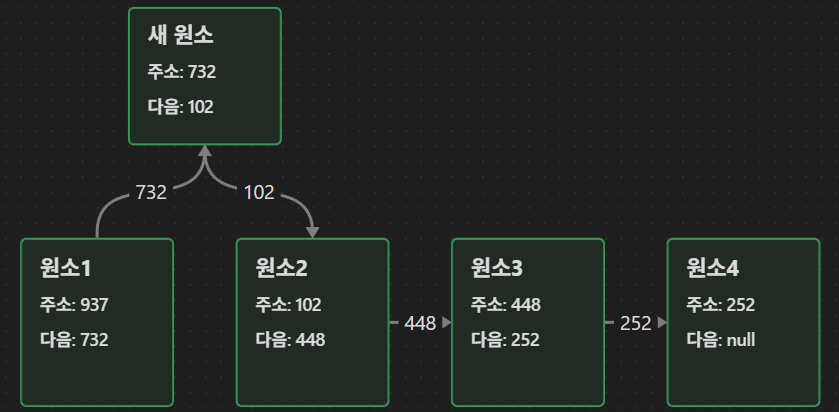 새 원소
주소: 732
다음: 102
732
102
원소1
주소: 937
다음: 732
원소2
주소: 102
다음: 448
448
원소3
주소: 448
다음: 252
252
원소4
주소: 252
다음: null